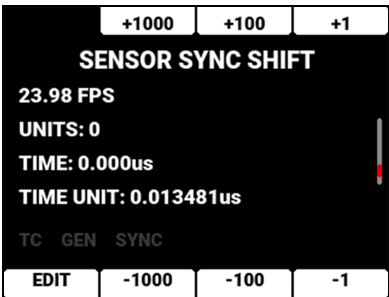 +1000 +100 +1
SENSOR SYNC SHIFT
23.98 FPS
UNITS: 0
TIME: 0.000us
TIME UNIT: 0.013481us
TC GEN SYNC
EDIT -1000 -100 -1